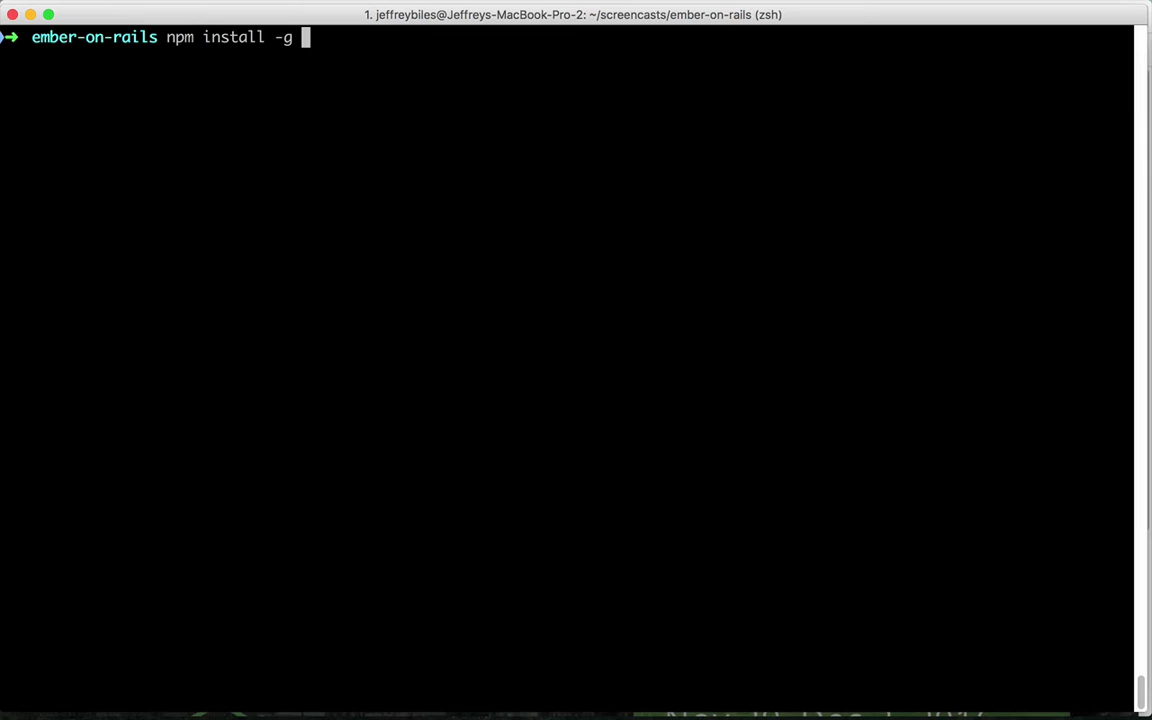 1. jeffreybiles@Jeffreys-MacBook-Pro-2: ~/screencasts/ember-on-rails (zsh)
➜ ember-on-rails npm install -g